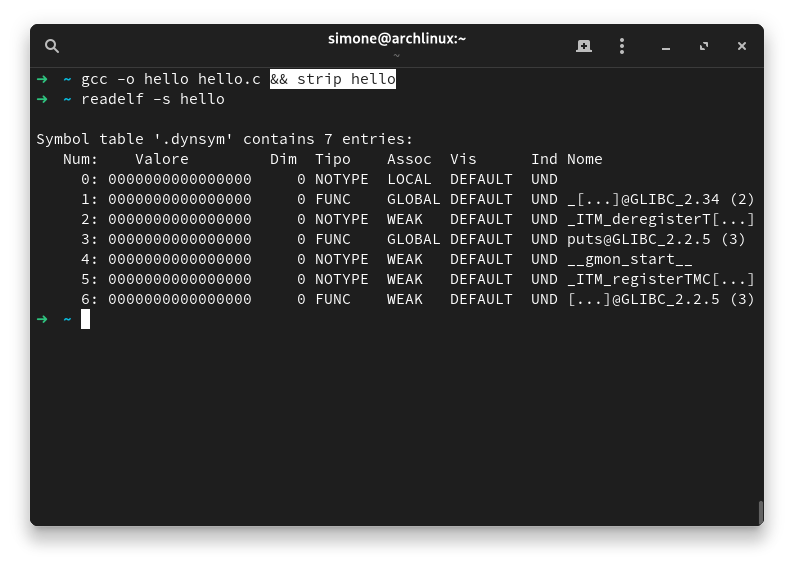 simone@archlinux:~
~
➜ ~ gcc -o hello hello.c && strip hello
➜ ~ readelf -s hello
Symbol table '.dynsym' contains 7 entries:
   Num:    Valore         Dim Tipo    Assoc  Vis      Ind Nome
     0: 0000000000000000     0 NOTYPE  LOCAL  DEFAULT  UND
     1: 0000000000000000     0 FUNC    GLOBAL DEFAULT  UND _[...]@GLIBC_2.34 (2)
     2: 0000000000000000     0 NOTYPE  WEAK   DEFAULT  UND _ITM_deregisterT[...]
     3: 0000000000000000     0 FUNC    GLOBAL DEFAULT  UND puts@GLIBC_2.2.5 (3)
     4: 0000000000000000     0 NOTYPE  WEAK   DEFAULT  UND __gmon_start__
     5: 0000000000000000     0 NOTYPE  WEAK   DEFAULT  UND _ITM_registerTMC[...]
     6: 0000000000000000     0 FUNC    WEAK   DEFAULT  UND [...]@GLIBC_2.2.5 (3)
➜ ~